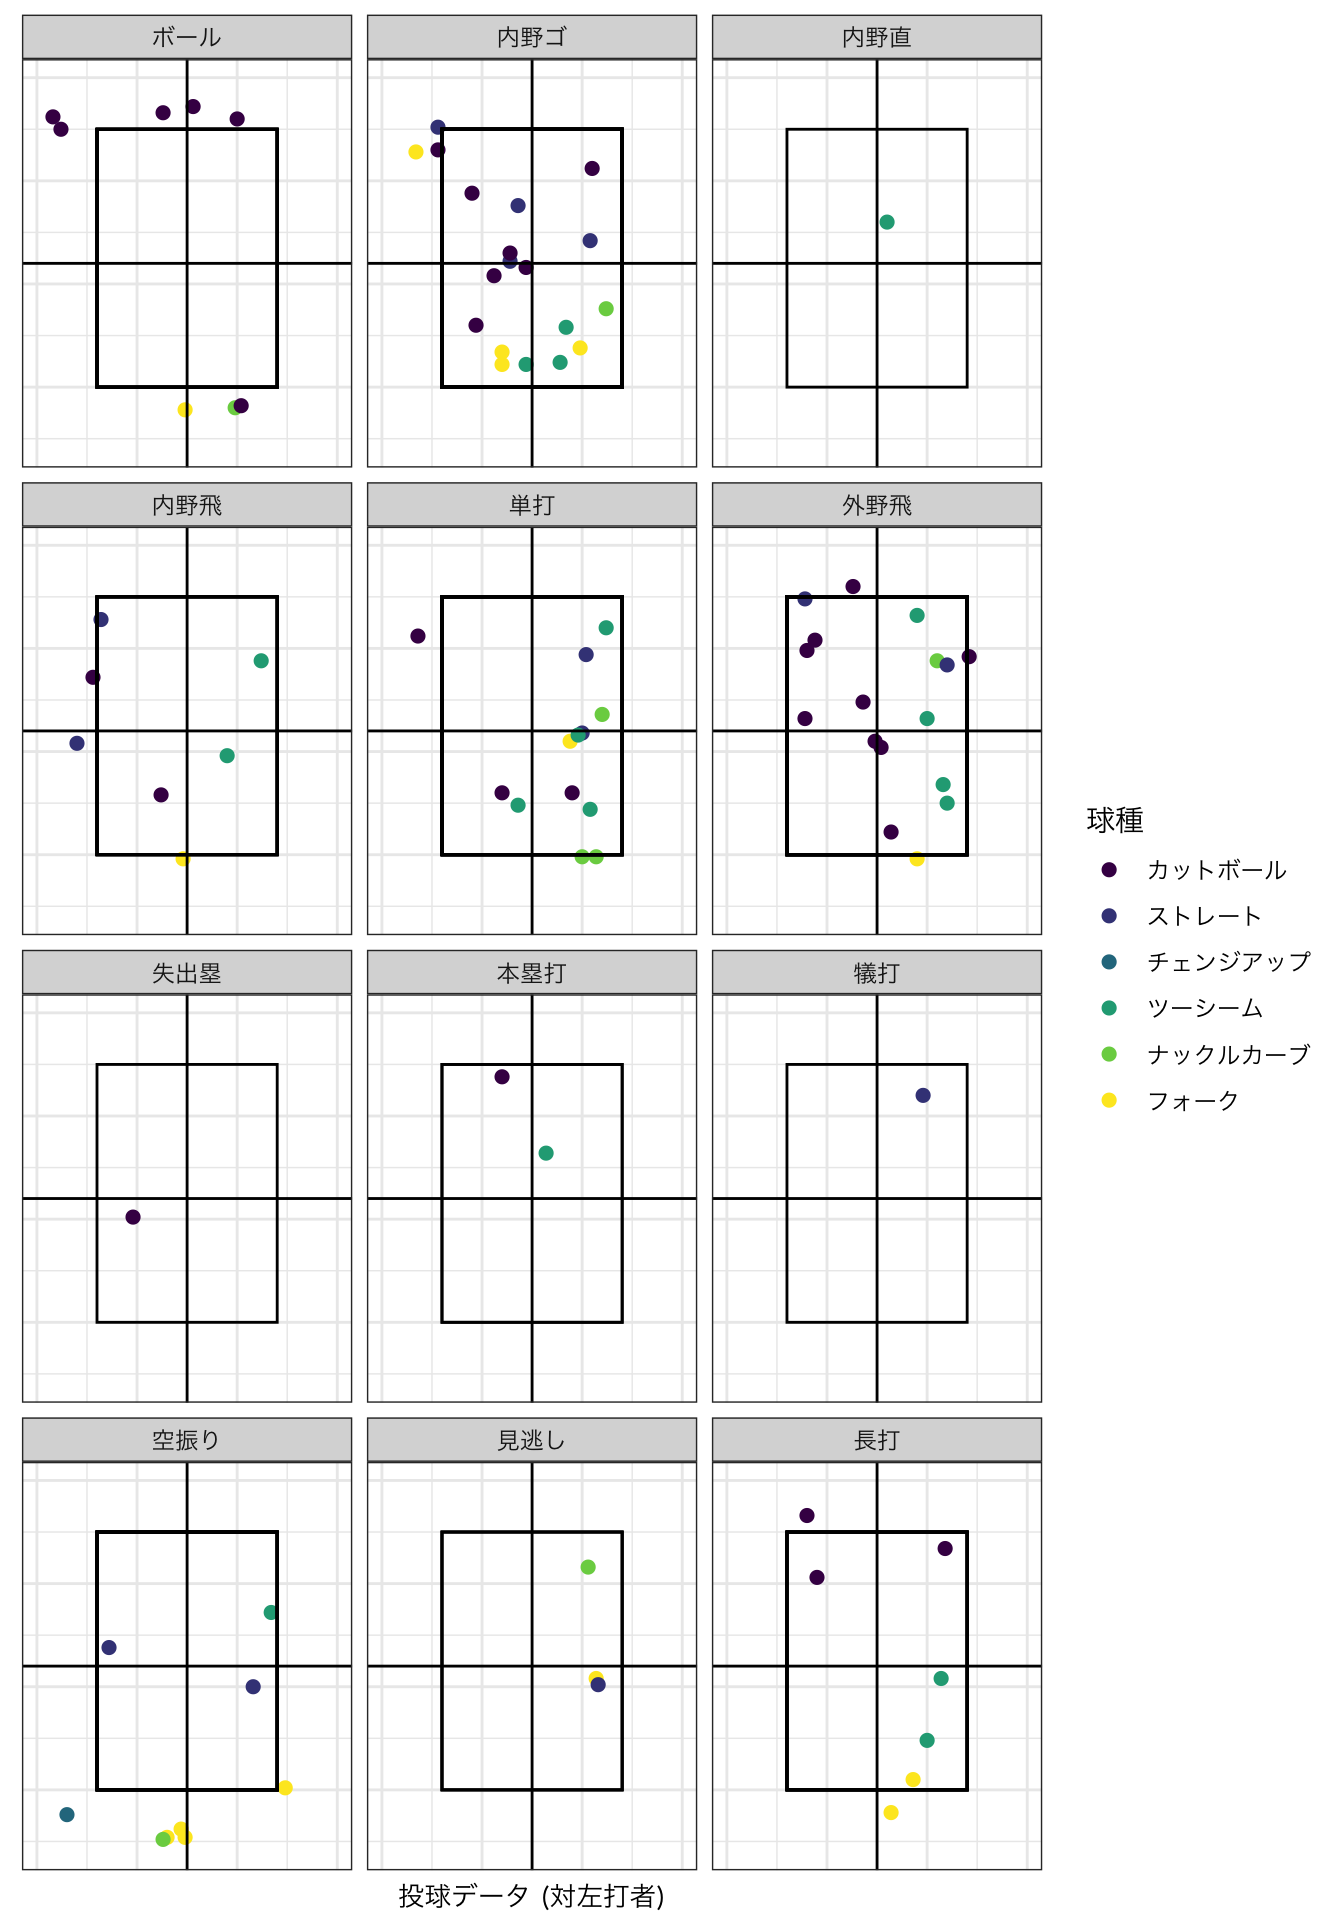 ボール
内野ゴ
内野直
内野飛
単打
外野飛
失出塁
本塁打
犠打
空振り
見逃し
長打
球種
カットボール
ストレート
チェンジアップ
ツーシーム
ナックルカーブ
フォーク
投球データ (対左打者)